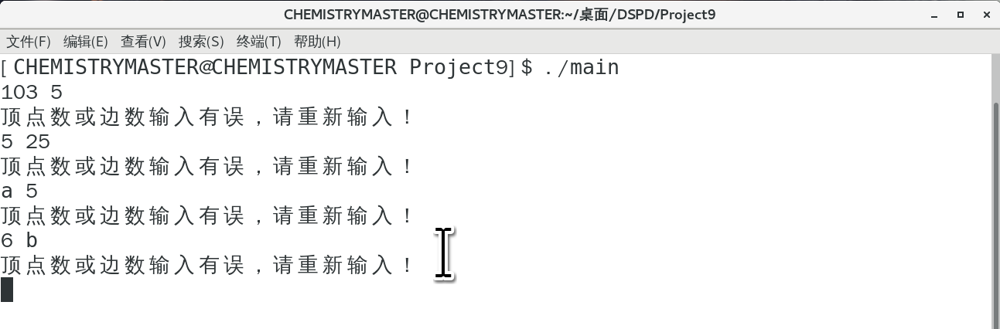 CHEMISTRYMASTER@CHEMISTRYMASTER:~/桌面/DSPD/Project9
文件(F) 编辑(E) 查看(V) 搜索(S) 终端(T) 帮助(H)
[CHEMISTRYMASTER@CHEMISTRYMASTER Project9]$ ./main
103 5
顶点数或边数输入有误，请重新输入！
5 25
顶点数或边数输入有误，请重新输入！
a 5
顶点数或边数输入有误，请重新输入！
6 b
顶点数或边数输入有误，请重新输入！